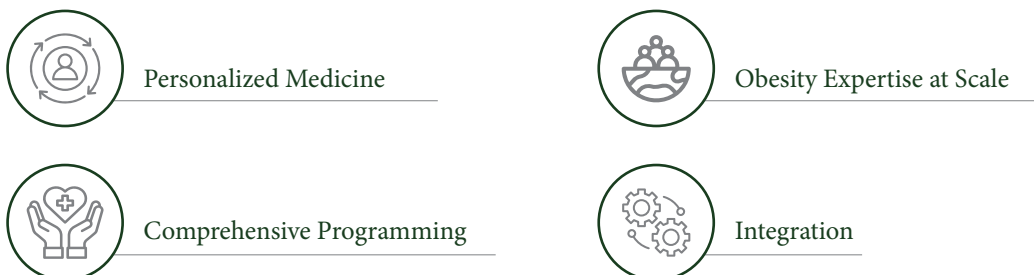 Personalized Medicine
Obesity Expertise at Scale
Comprehensive Programming
Integration